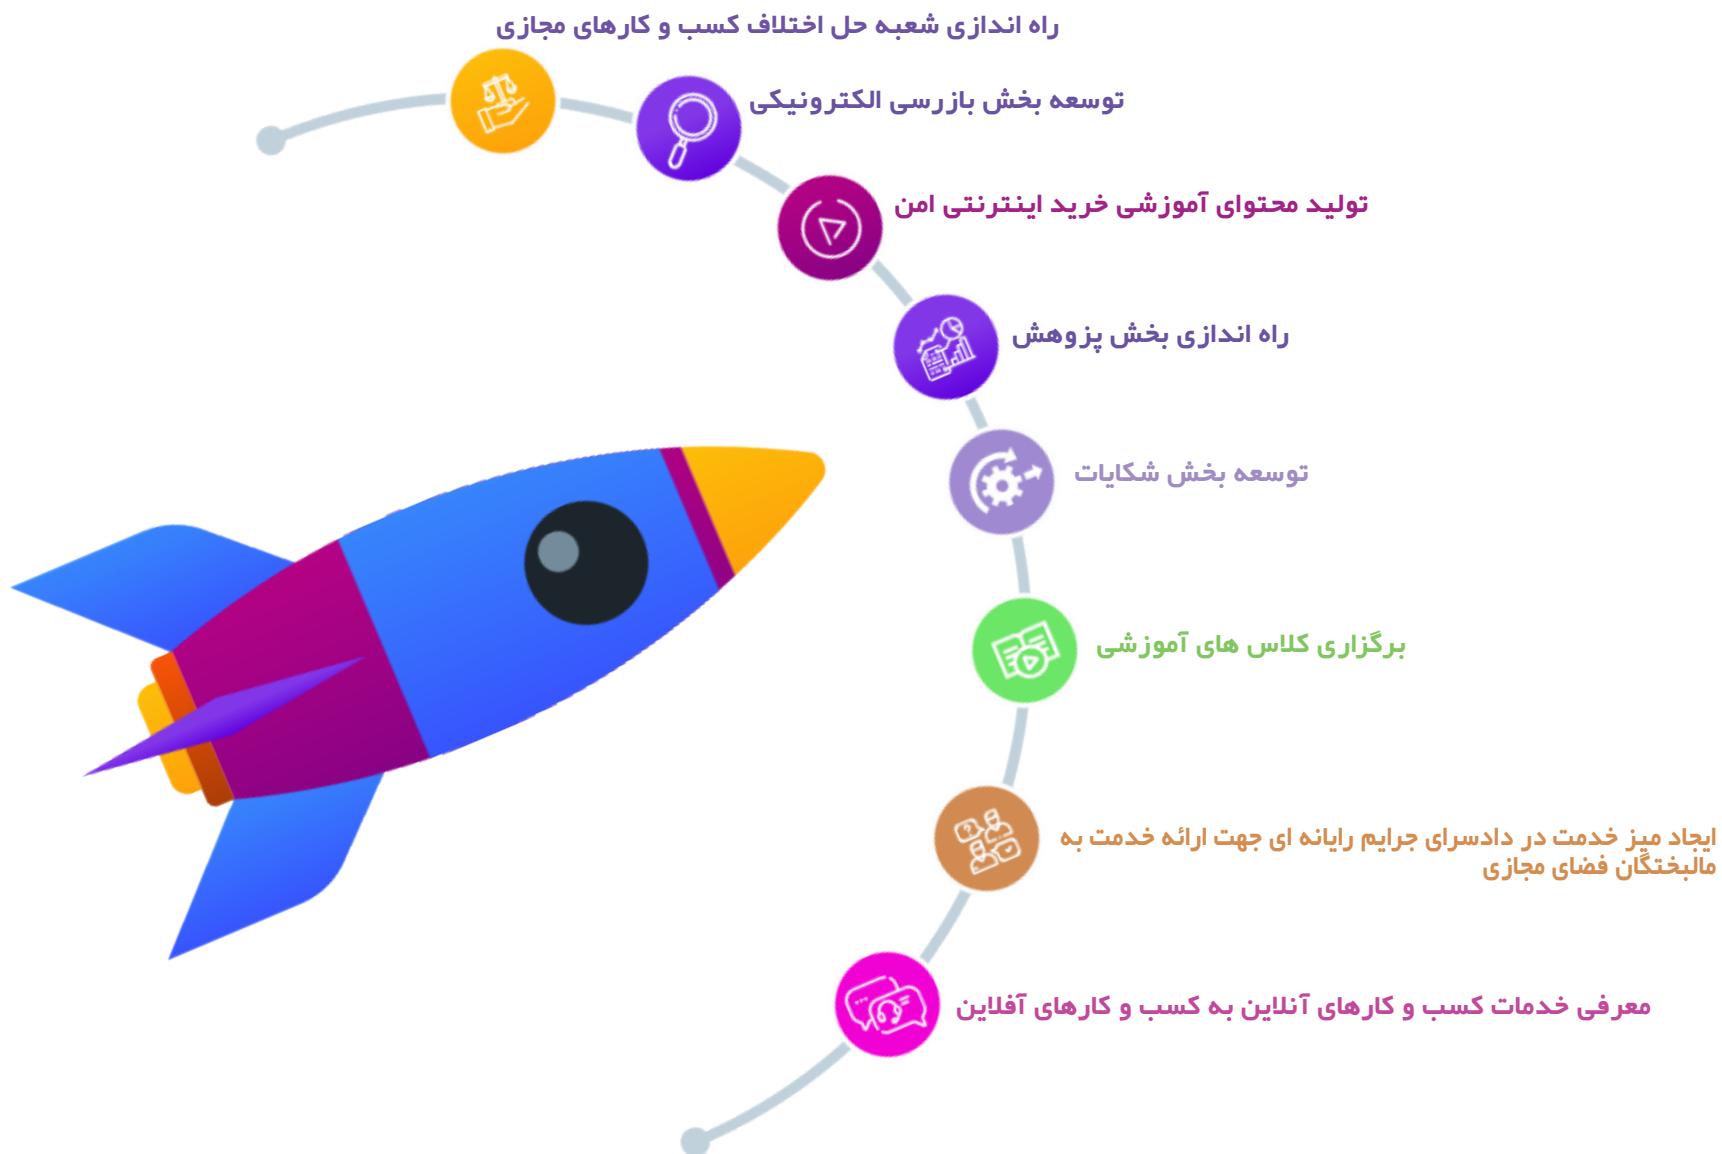 راه اندازی شعبه حل اختلاف کسب و کارهای مجازی
توسعه بخش بازرسی الکترونیکی
تولید محتوای آموزشی خرید اینترنتی امن
راه اندازی بخش پزوهش
توسعه بخش شکایات
برگزاری کلاس های آموزشی
ایجاد میز خدمت در دادسرای جرایم رایانه ای جهت ارائه خدمت به
مالبختگان فضای مجازی
معرفی خدمات کسب و کارهای آنلاین به کسب و کارهای آفلاین